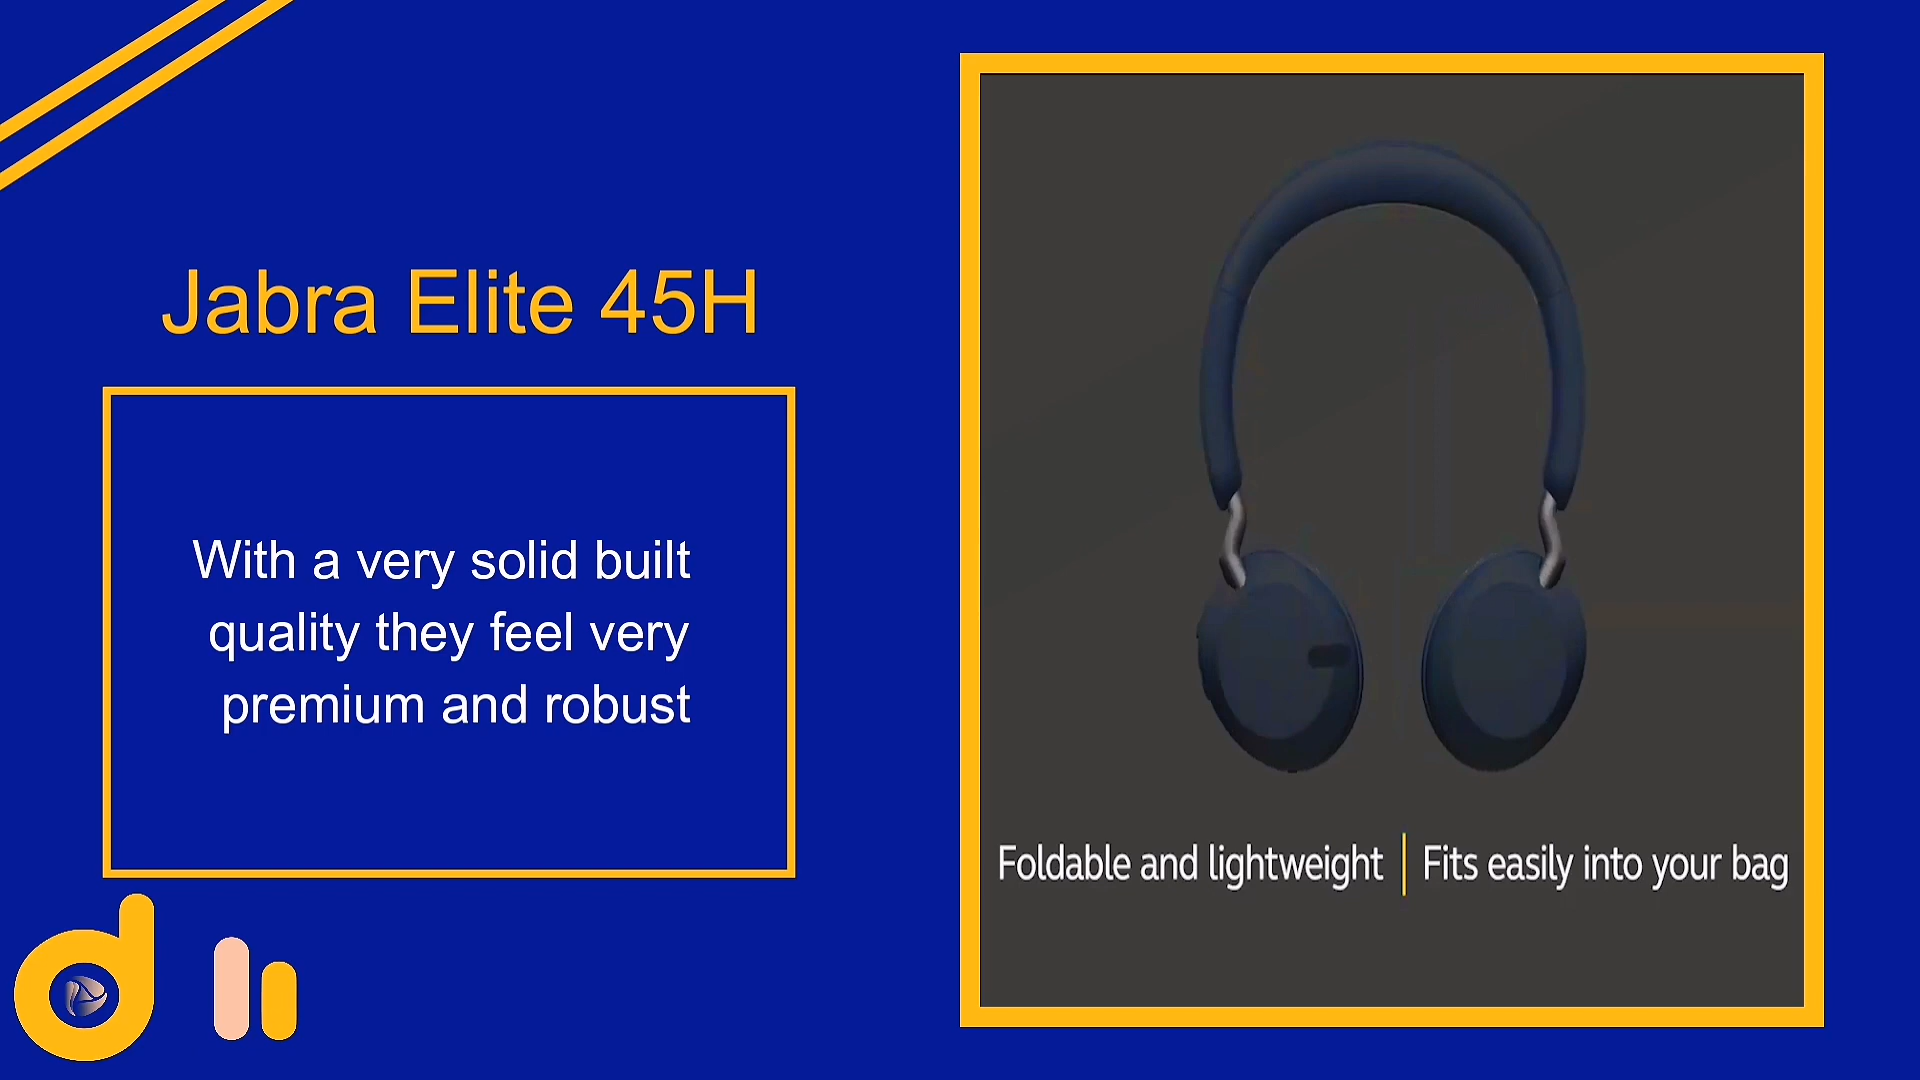 Jabra Elite 45H
With a very solid built
quality they feel very
premium and robust
Foldable and lightweight | Fits easily into your bag